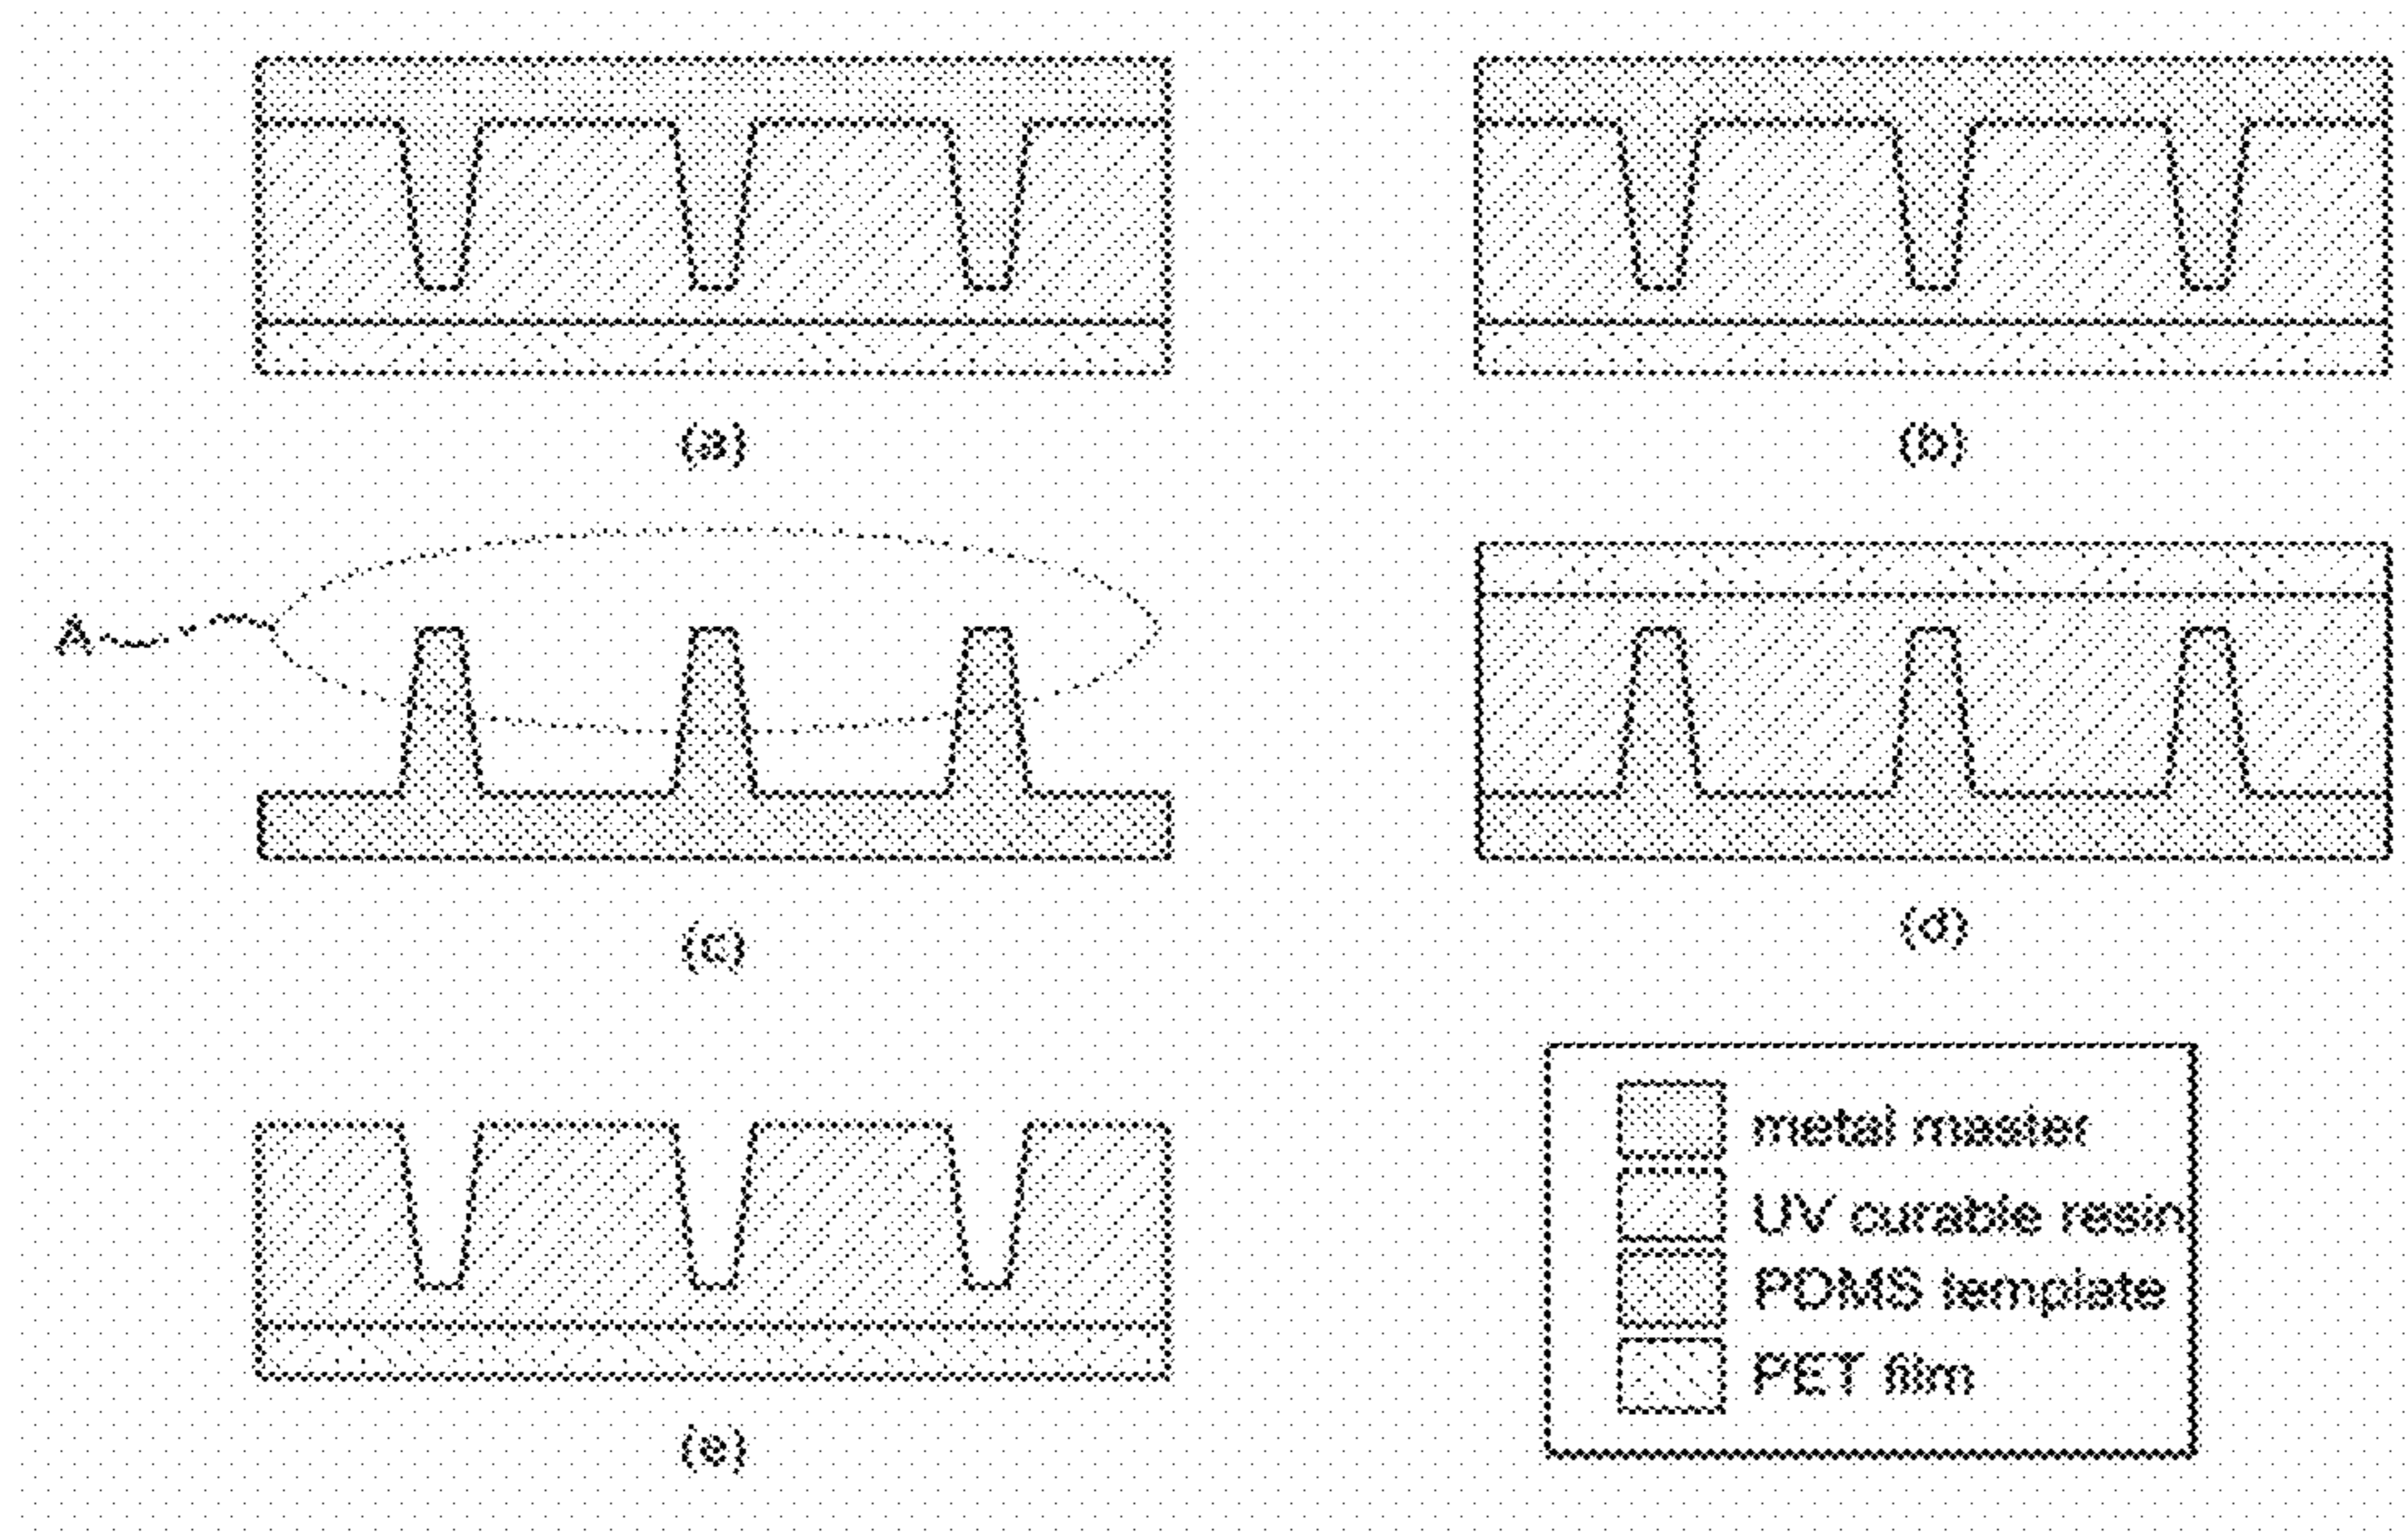 (a)
(b)
A
(c)
(d)
(e)
metal master
UV curable resin
PDMS template
PET film